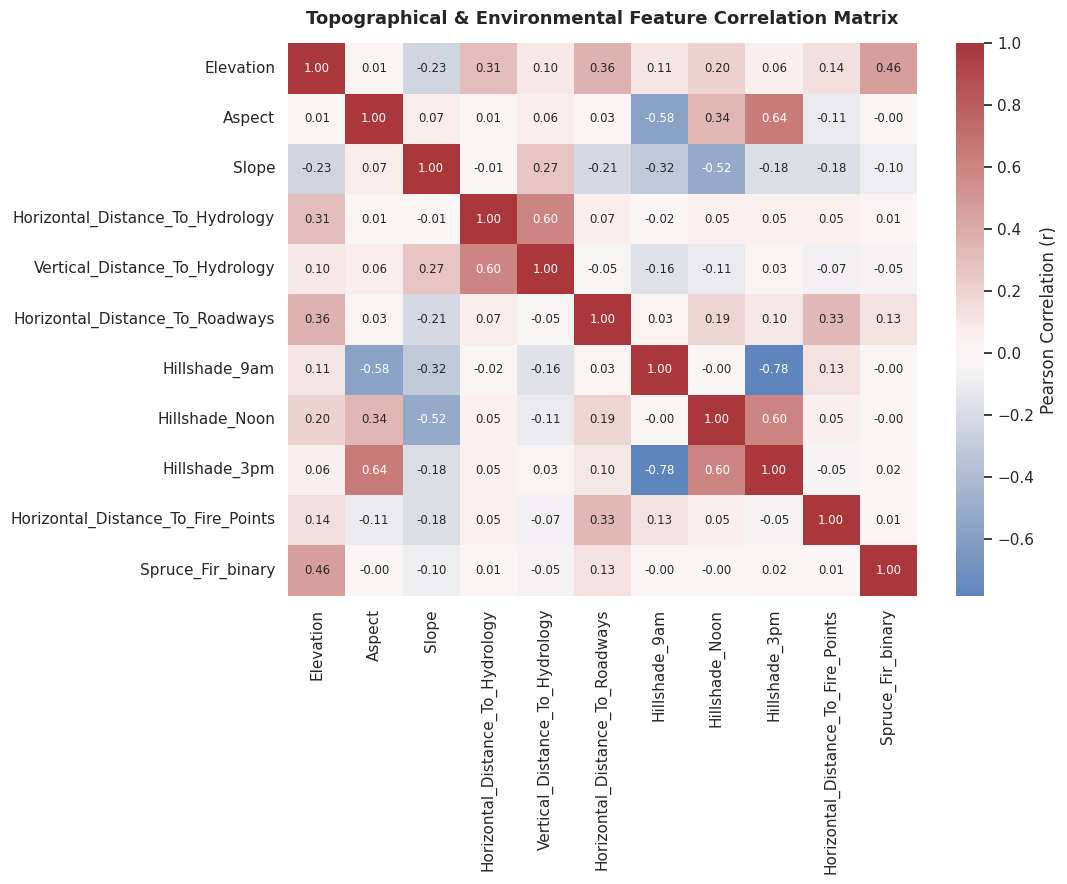 Topographical & Environmental Feature Correlation Matrix
Elevation 1.00 0.01 -0.23 0.31 0.10 0.36 0.11 0.20 0.06 0.14 0.46
Aspect 0.01 1.00 0.07 0.01 0.06 0.03 -0.58 0.34 0.64 -0.11 -0.00
Slope -0.23 0.07 1.00 -0.01 0.27 -0.21 -0.32 -0.52 -0.18 -0.18 -0.10
Horizontal_Distance_To_Hydrology 0.31 0.01 -0.01 1.00 0.60 0.07 -0.02 0.05 0.05 0.05 0.01
Vertical_Distance_To_Hydrology 0.10 0.06 0.27 0.60 1.00 -0.05 -0.16 -0.11 0.03 -0.07 -0.05
Horizontal_Distance_To_Roadways 0.36 0.03 -0.21 0.07 -0.05 1.00 0.03 0.19 0.10 0.33 0.13
Hillshade_9am 0.11 -0.58 -0.32 -0.02 -0.16 0.03 1.00 -0.00 -0.78 0.13 -0.00
Hillshade_Noon 0.20 0.34 -0.52 0.05 -0.11 0.19 -0.00 1.00 0.60 0.05 -0.00
Hillshade_3pm 0.06 0.64 -0.18 0.05 0.03 0.10 -0.78 0.60 1.00 -0.05 0.02
Horizontal_Distance_To_Fire_Points 0.14 -0.11 -0.18 0.05 -0.07 0.33 0.13 0.05 -0.05 1.00 0.01
Spruce_Fir_binary 0.46 -0.00 -0.10 0.01 -0.05 0.13 -0.00 -0.00 0.02 0.01 1.00
Elevation
Aspect
Slope
Horizontal_Distance_To_Hydrology
Vertical_Distance_To_Hydrology
Horizontal_Distance_To_Roadways
Hillshade_9am
Hillshade_Noon
Hillshade_3pm
Horizontal_Distance_To_Fire_Points
Spruce_Fir_binary
1.0
0.8
0.6
0.4
0.2
0.0
−0.2
−0.4
−0.6
Pearson Correlation (r)